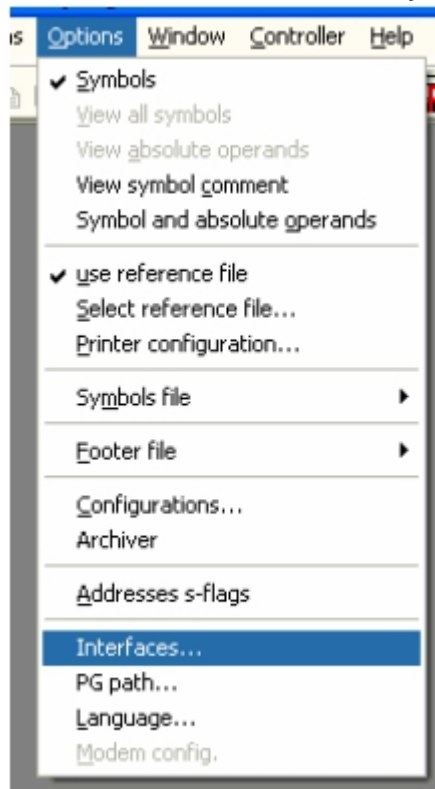 Options Window Controller Help
Symbols
View all symbols
View absolute operands
View symbol comment
Symbol and absolute operands
use reference file
Select reference file...
Printer configuration...
Symbols file
Footer file
Configurations...
Archiver
Addresses s-flags
Interfaces...
PG path...
Language...
Modem config.